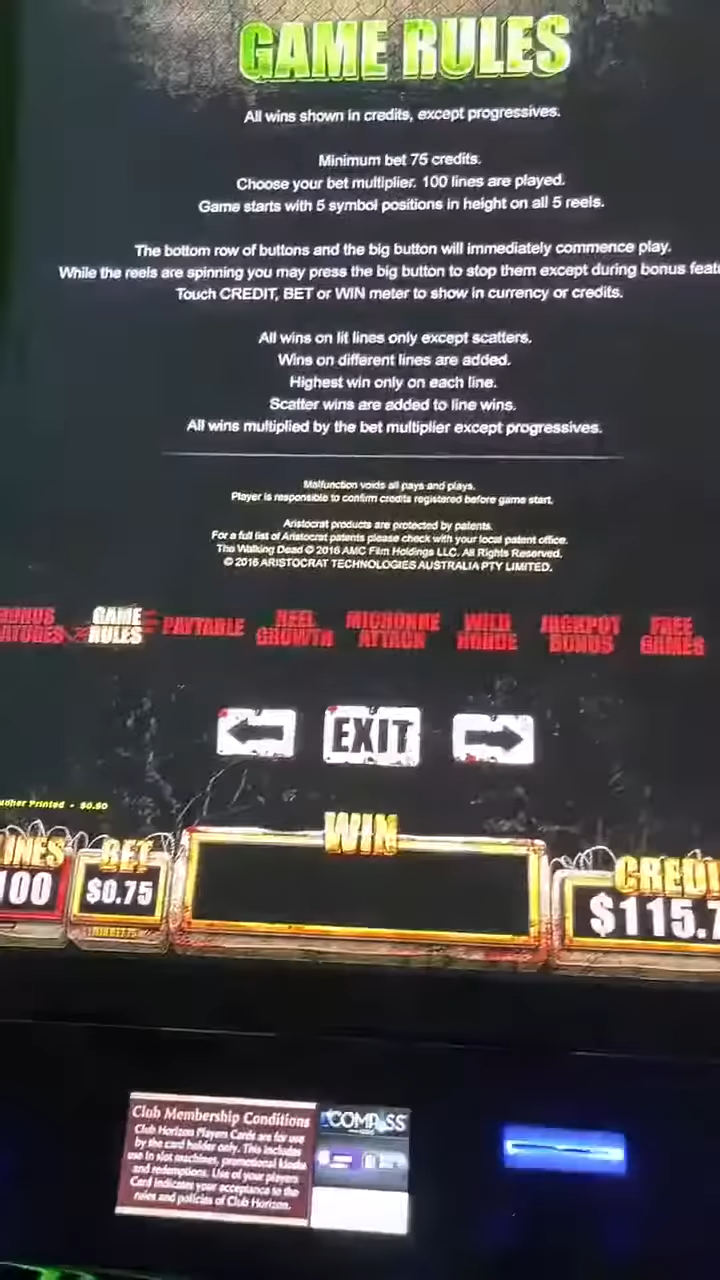 GAME RULES
All wins shown in credits, except progressives.
Minimum bet 75 credits.
Choose your bet multiplier. 100 lines are played.
Game starts with 5 symbol positions in height on all 5 reels.
The bottom row of buttons and the big button will immediately commence play.
While the reels are spinning you may press the big button to stop them except during bonus feat
Touch CREDIT, BET or WIN meter to show in currency or credits.
All wins on lit lines only except scatters.
Wins on different lines are added.
Highest win only on each line.
Scatter wins are added to line wins.
All wins multiplied by the bet multiplier except progressives.
Malfunction voids all pays and plays.
Player is responsible to confirm credits registered before game start.
Aristocrat products are protected by patents.
For a full list of Aristocrat patents please check with your local patent office.
The Walking Dead © 2016 AMC Film Holdings LLC. All Rights Reserved.
© 2016 ARISTOCRAT TECHNOLOGIES AUSTRALIA PTY LIMITED.
ONUS
ATURES
GAME
RULES
PAYTABLE
REEL
GROWTH
MICHONNE
ATTACK
WILD
HORDE
JACKPOT
BONUS
FREE
GAMES
EXIT
ucher Printed - $0.60
WIN
INES
100
BET
$0.75
CREDI
$115.7
Club Membership Conditions
Club Horizon Players Cards are for use
by the card holder only. This includes
use in slot machines, promotional kiosks
and redemptions. Use of your players
Card indicates your acceptance to the
rules and policies of Club Horizon.
COMPASS